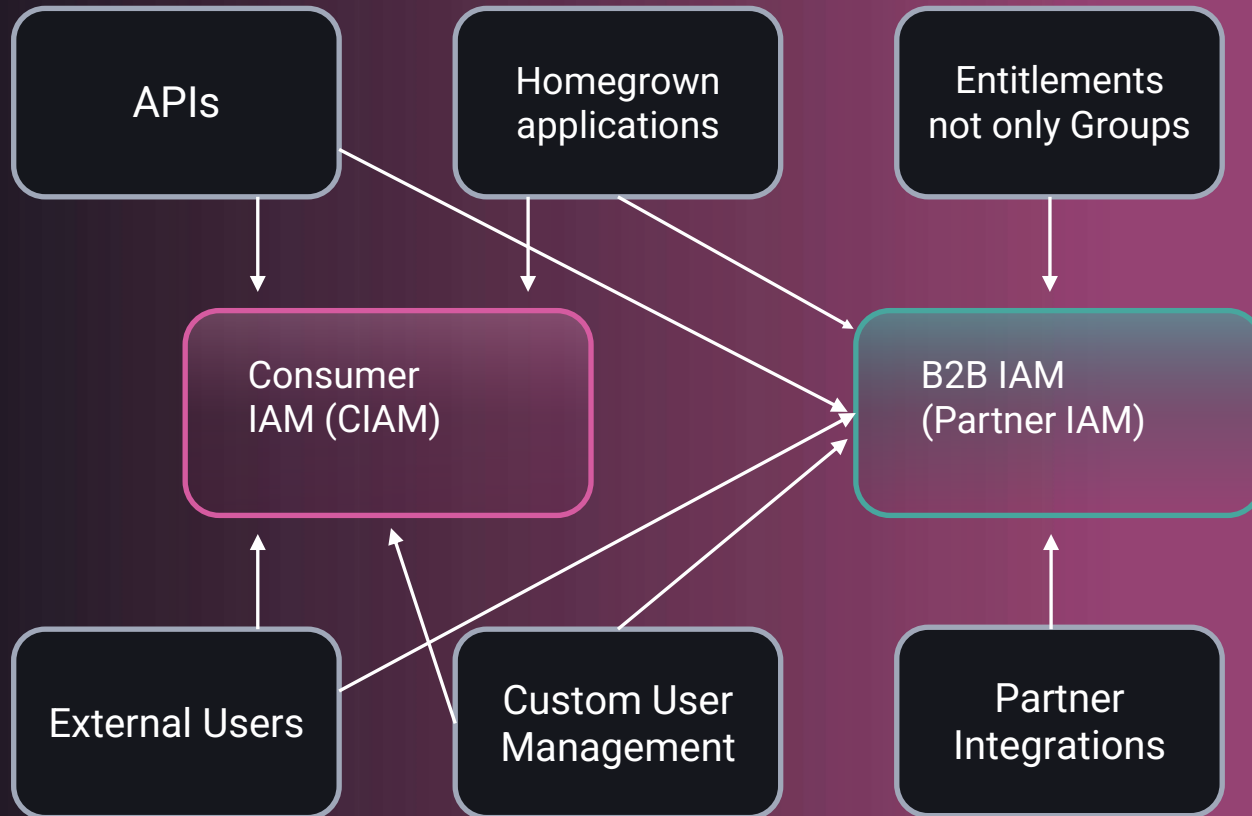 APIs
Homegrown
applications
Entitlements
not only Groups
Consumer
IAM (CIAM)
B2B IAM
(Partner IAM)
External Users
Custom User
Management
Partner
Integrations